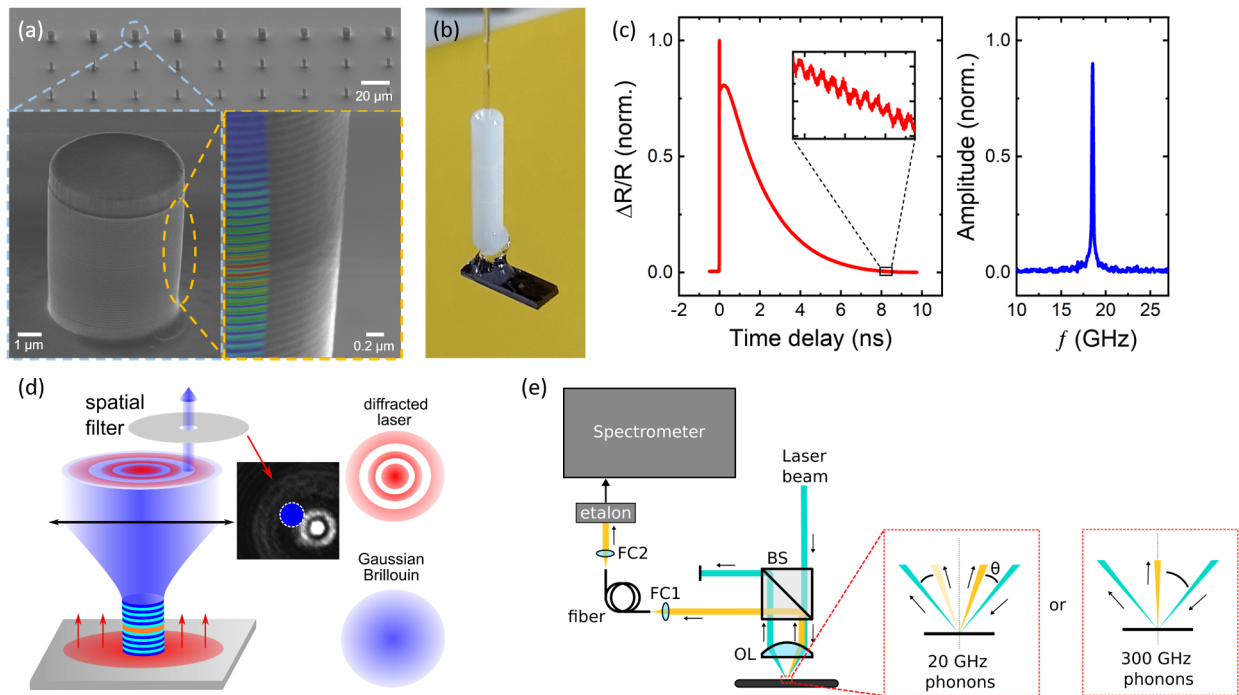 (a)
20 μm
1 μm
0.2 μm
(b)
(c)
ΔR/R (norm.)
1.0
0.5
0.0
-2
0
2
4
6
8
10
Time delay (ns)
Amplitude (norm.)
1.0
0.5
0.0
10
15
20
25
f (GHz)
(d)
spatial
filter
diffracted
laser
Gaussian
Brillouin
(e)
Spectrometer
Laser
beam
etalon
FC2
BS
FC1
fiber
OL
θ
20 GHz
phonons
or
300 GHz
phonons